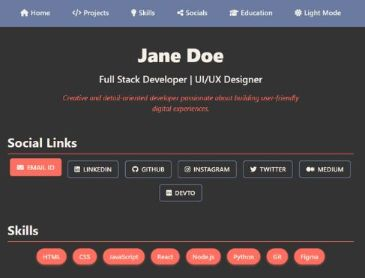 Home Projects Skills Socials Education Light Mode
Jane Doe
Full Stack Developer | UI/UX Designer
Creative and detail-oriented developer passionate about building user-friendly
digital experiences.
Social Links
EMAIL ID LINKEDIN GITHUB INSTAGRAM TWITTER MEDIUM
DEVTO
Skills
HTML CSS JavaScript React Node.js Python Git Figma